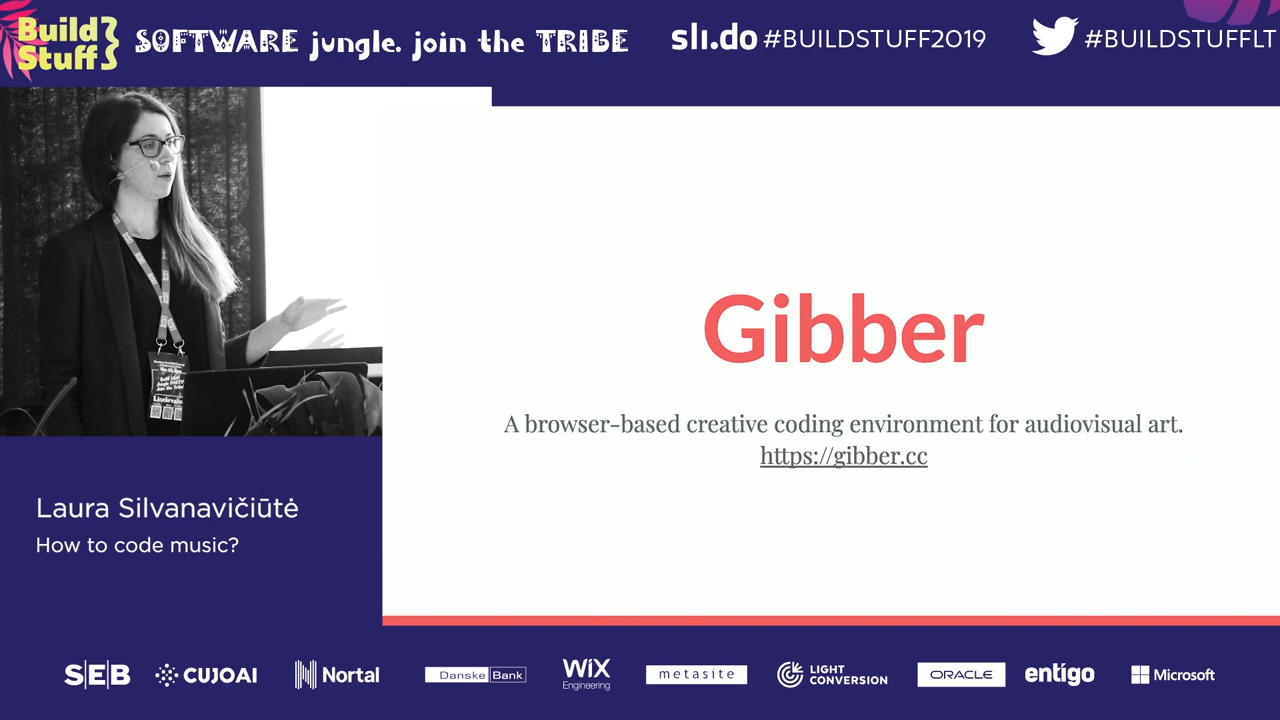 Build
Stuff
SOFTWARE jungle. join the TRIBE
sli.do #BUILDSTUFF2019
#BUILDSTUFFLT
Gibber
A browser-based creative coding environment for audiovisual art.
https://gibber.cc
Laura Silvanavičiūtė
How to code music?
SEB
CUJOAI
Nortal
Danske Bank
WiX
Engineering
metasite
LIGHT
CONVERSION
ORACLE
entigo
Microsoft